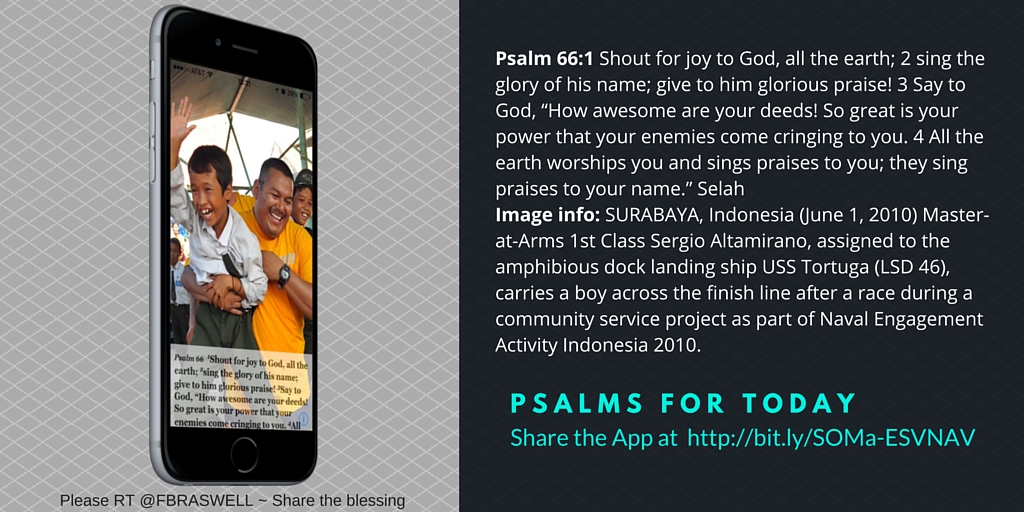 AT&T
29%
Psalm 66 ¹Shout for joy to God, all the
earth; ²sing the glory of his name;
give to him glorious praise! ³Say to
God, “How awesome are your deeds!
So great is your power that your
enemies come cringing to you. ⁴All
Please RT @FBRASWELL ~ Share the blessing
Psalm 66:1 Shout for joy to God, all the earth; 2 sing the
glory of his name; give to him glorious praise! 3 Say to
God, “How awesome are your deeds! So great is your
power that your enemies come cringing to you. 4 All the
earth worships you and sings praises to you; they sing
praises to your name.” Selah
Image info: SURABAYA, Indonesia (June 1, 2010) Master-
at-Arms 1st Class Sergio Altamirano, assigned to the
amphibious dock landing ship USS Tortuga (LSD 46),
carries a boy across the finish line after a race during a
community service project as part of Naval Engagement
Activity Indonesia 2010.
PSALMS FOR TODAY
Share the App at http://bit.ly/SOMa-ESVNAV